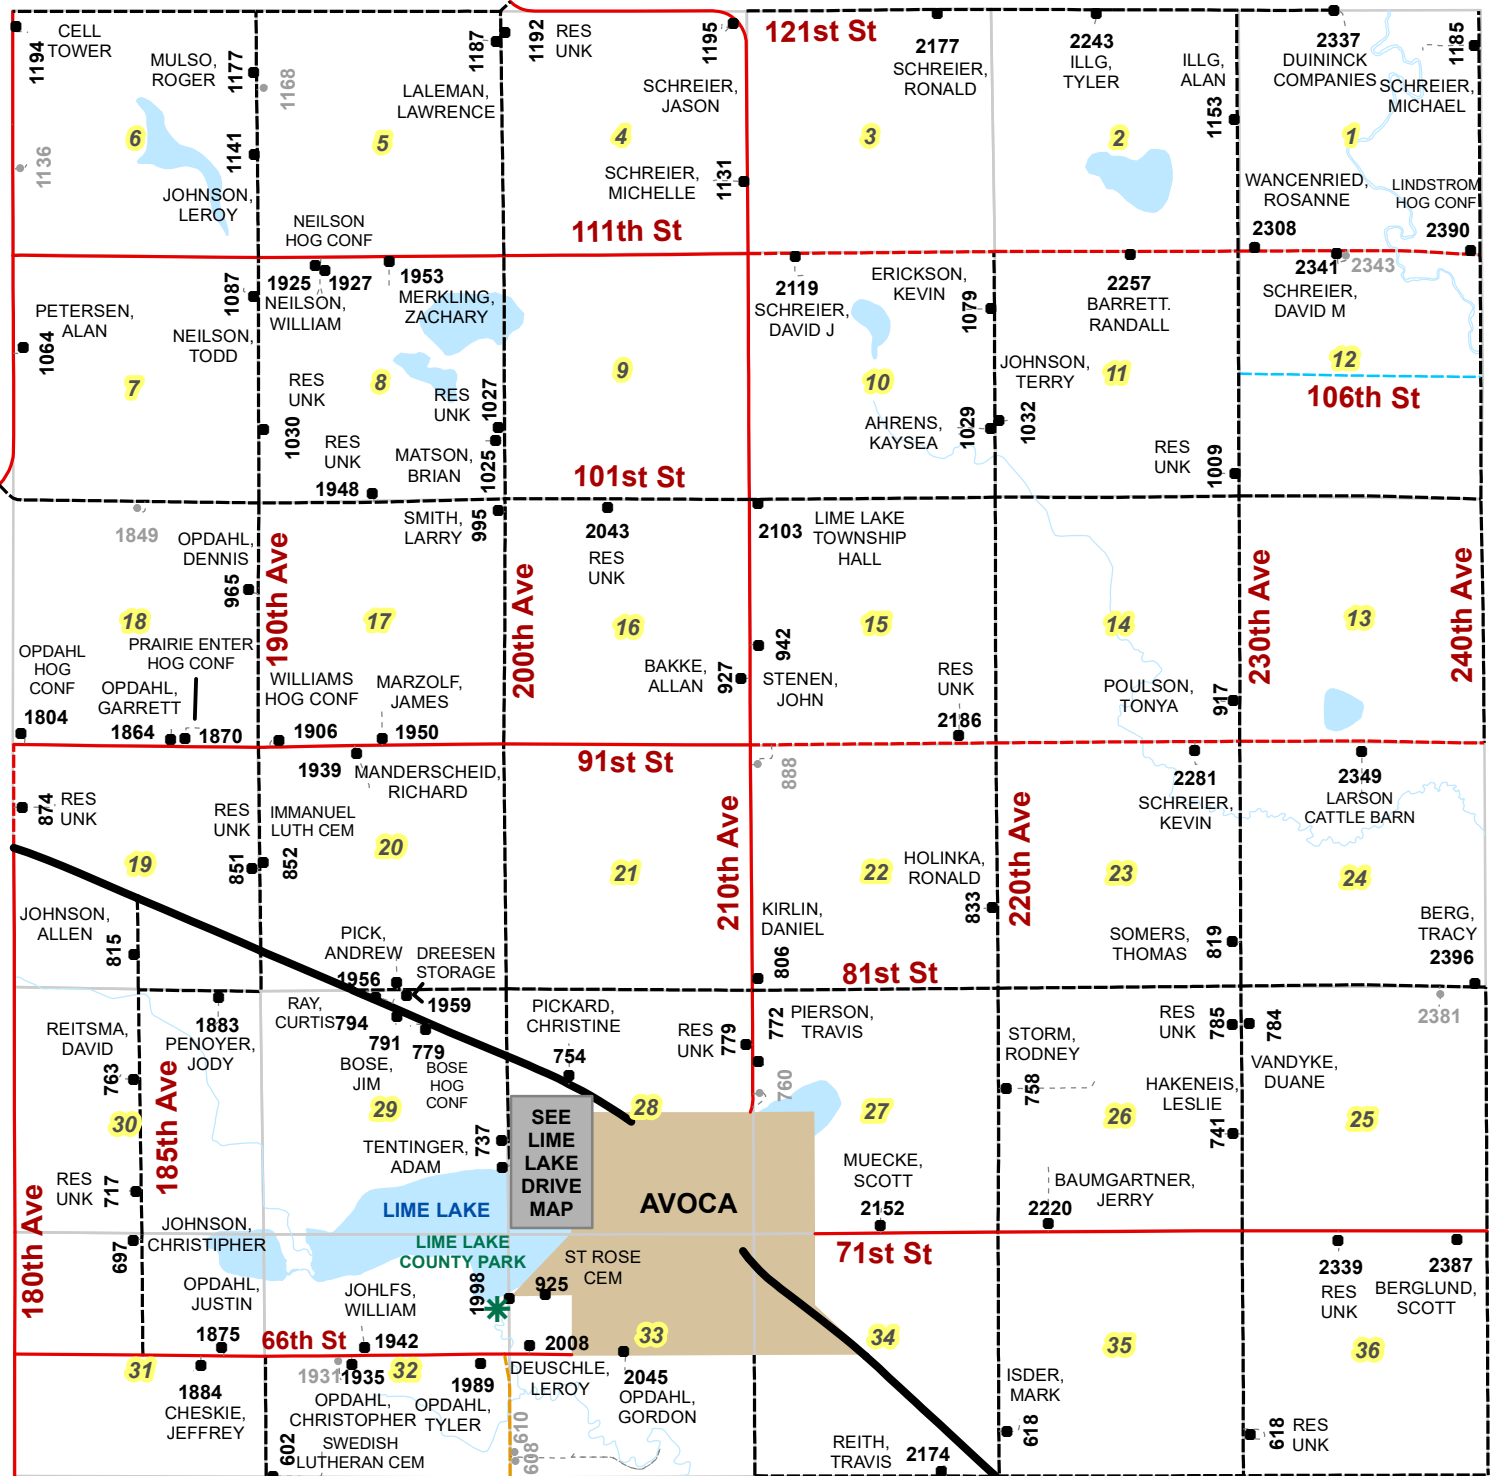 CELL
TOWER
1194
MULSO,
ROGER
1177
1168
1187
1192
RES
UNK
LALEMAN,
LAWRENCE
1195
SCHREIER,
JASON
121st St
2177
SCHREIER,
RONALD
2243
ILLG,
TYLER
ILLG,
ALAN
1153
2337
DUININCK
COMPANIES
1185
SCHREIER,
MICHAEL
6
5
4
3
2
1
1136
1141
JOHNSON,
LEROY
SCHREIER,
MICHELLE
1131
WANCENRIED,
ROSANNE
2308
LINDSTROM
HOG CONF
2390
NEILSON
HOG CONF
111th St
1087
1925
1927
NEILSON,
WILLIAM
1953
MERKLING,
ZACHARY
PETERSEN,
ALAN
1064
NEILSON,
TODD
2119
SCHREIER,
DAVID J
ERICKSON,
KEVIN
1079
2257
BARRETT.
RANDALL
2341
2343
SCHREIER,
DAVID M
7
8
9
10
11
12
RES
UNK
1030
RES
UNK
1027
JOHNSON,
TERRY
1032
106th St
RES
UNK
1948
MATSON,
BRIAN
1025
AHRENS,
KAYSEA
1029
RES
UNK
1009
101st St
1849
OPDAHL,
DENNIS
965
SMITH,
LARRY
995
2043
RES
UNK
2103
LIME LAKE
TOWNSHIP
HALL
190th Ave
200th Ave
230th Ave
240th Ave
18
17
16
15
14
13
OPDAHL
HOG
CONF
1804
PRAIRIE ENTER
HOG CONF
OPDAHL,
GARRETT
1864
1870
WILLIAMS
HOG CONF
1906
MARZOLF,
JAMES
1950
BAKKE,
ALLAN
927
942
STENEN,
JOHN
RES
UNK
2186
POULSON,
TONYA
917
91st St
1939
MANDERSCHEID,
RICHARD
888
2281
SCHREIER,
KEVIN
2349
LARSON
CATTLE BARN
874
RES
UNK
RES
UNK
851
IMMANUEL
LUTH CEM
852
210th Ave
220th Ave
19
20
21
22
23
24
HOLINKA,
RONALD
833
JOHNSON,
ALLEN
815
PICK,
ANDREW
1956
DREESEN
STORAGE
1959
KIRLIN,
DANIEL
806
81st St
SOMERS,
THOMAS
819
BERG,
TRACY
2396
2381
REITSMA,
DAVID
763
1883
PENOYER,
JODY
RAY,
CURTIS
794
791
BOSE,
JIM
779
BOSE
HOG
CONF
PICKARD,
CHRISTINE
754
RES
UNK
779
772
PIERSON,
TRAVIS
760
STORM,
RODNEY
758
RES
UNK
785
784
VANDYKE,
DUANE
HAKENEIS,
LESLIE
741
185th Ave
30
29
28
27
26
25
SEE
LIME
LAKE
DRIVE
MAP
TENTINGER,
ADAM
737
RES
UNK
717
180th Ave
AVOCA
MUECKE,
SCOTT
2152
BAUMGARTNER,
JERRY
2220
LIME LAKE
697
JOHNSON,
CHRISTIPHER
LIME LAKE
COUNTY PARK
ST ROSE
CEM
925
1998
71st St
2339
RES
UNK
2387
BERGLUND,
SCOTT
OPDAHL,
JUSTIN
1875
JOHLFS,
WILLIAM
1942
66th St
2008
DEUSCHLE,
LEROY
31
32
33
34
35
36
1884
CHESKIE,
JEFFREY
1931
1935
OPDAHL,
CHRISTOPHER
1989
OPDAHL,
TYLER
2045
OPDAHL,
GORDON
602
SWEDISH
LUTHERAN CEM
610
608
REITH,
TRAVIS
2174
ISDER,
MARK
618
618
RES
UNK